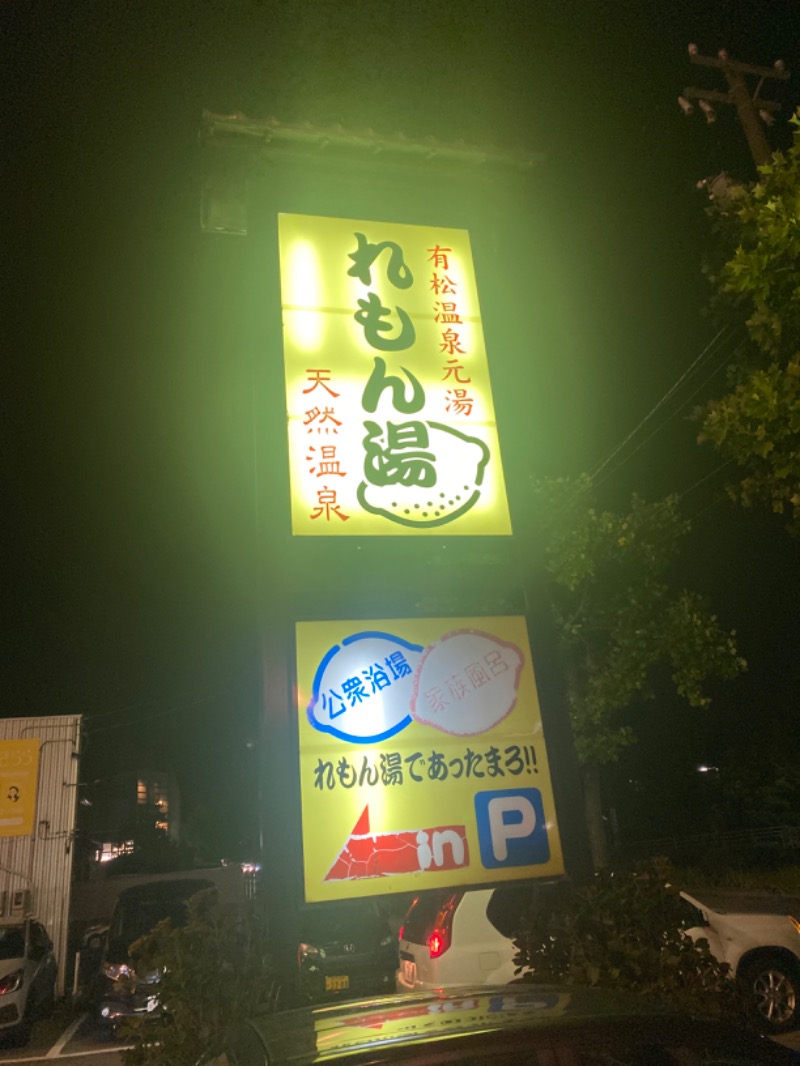 有松温泉元湯
れもん湯
天然温泉
公衆浴場
家族風呂
れもん湯であったまろ!!
in
P